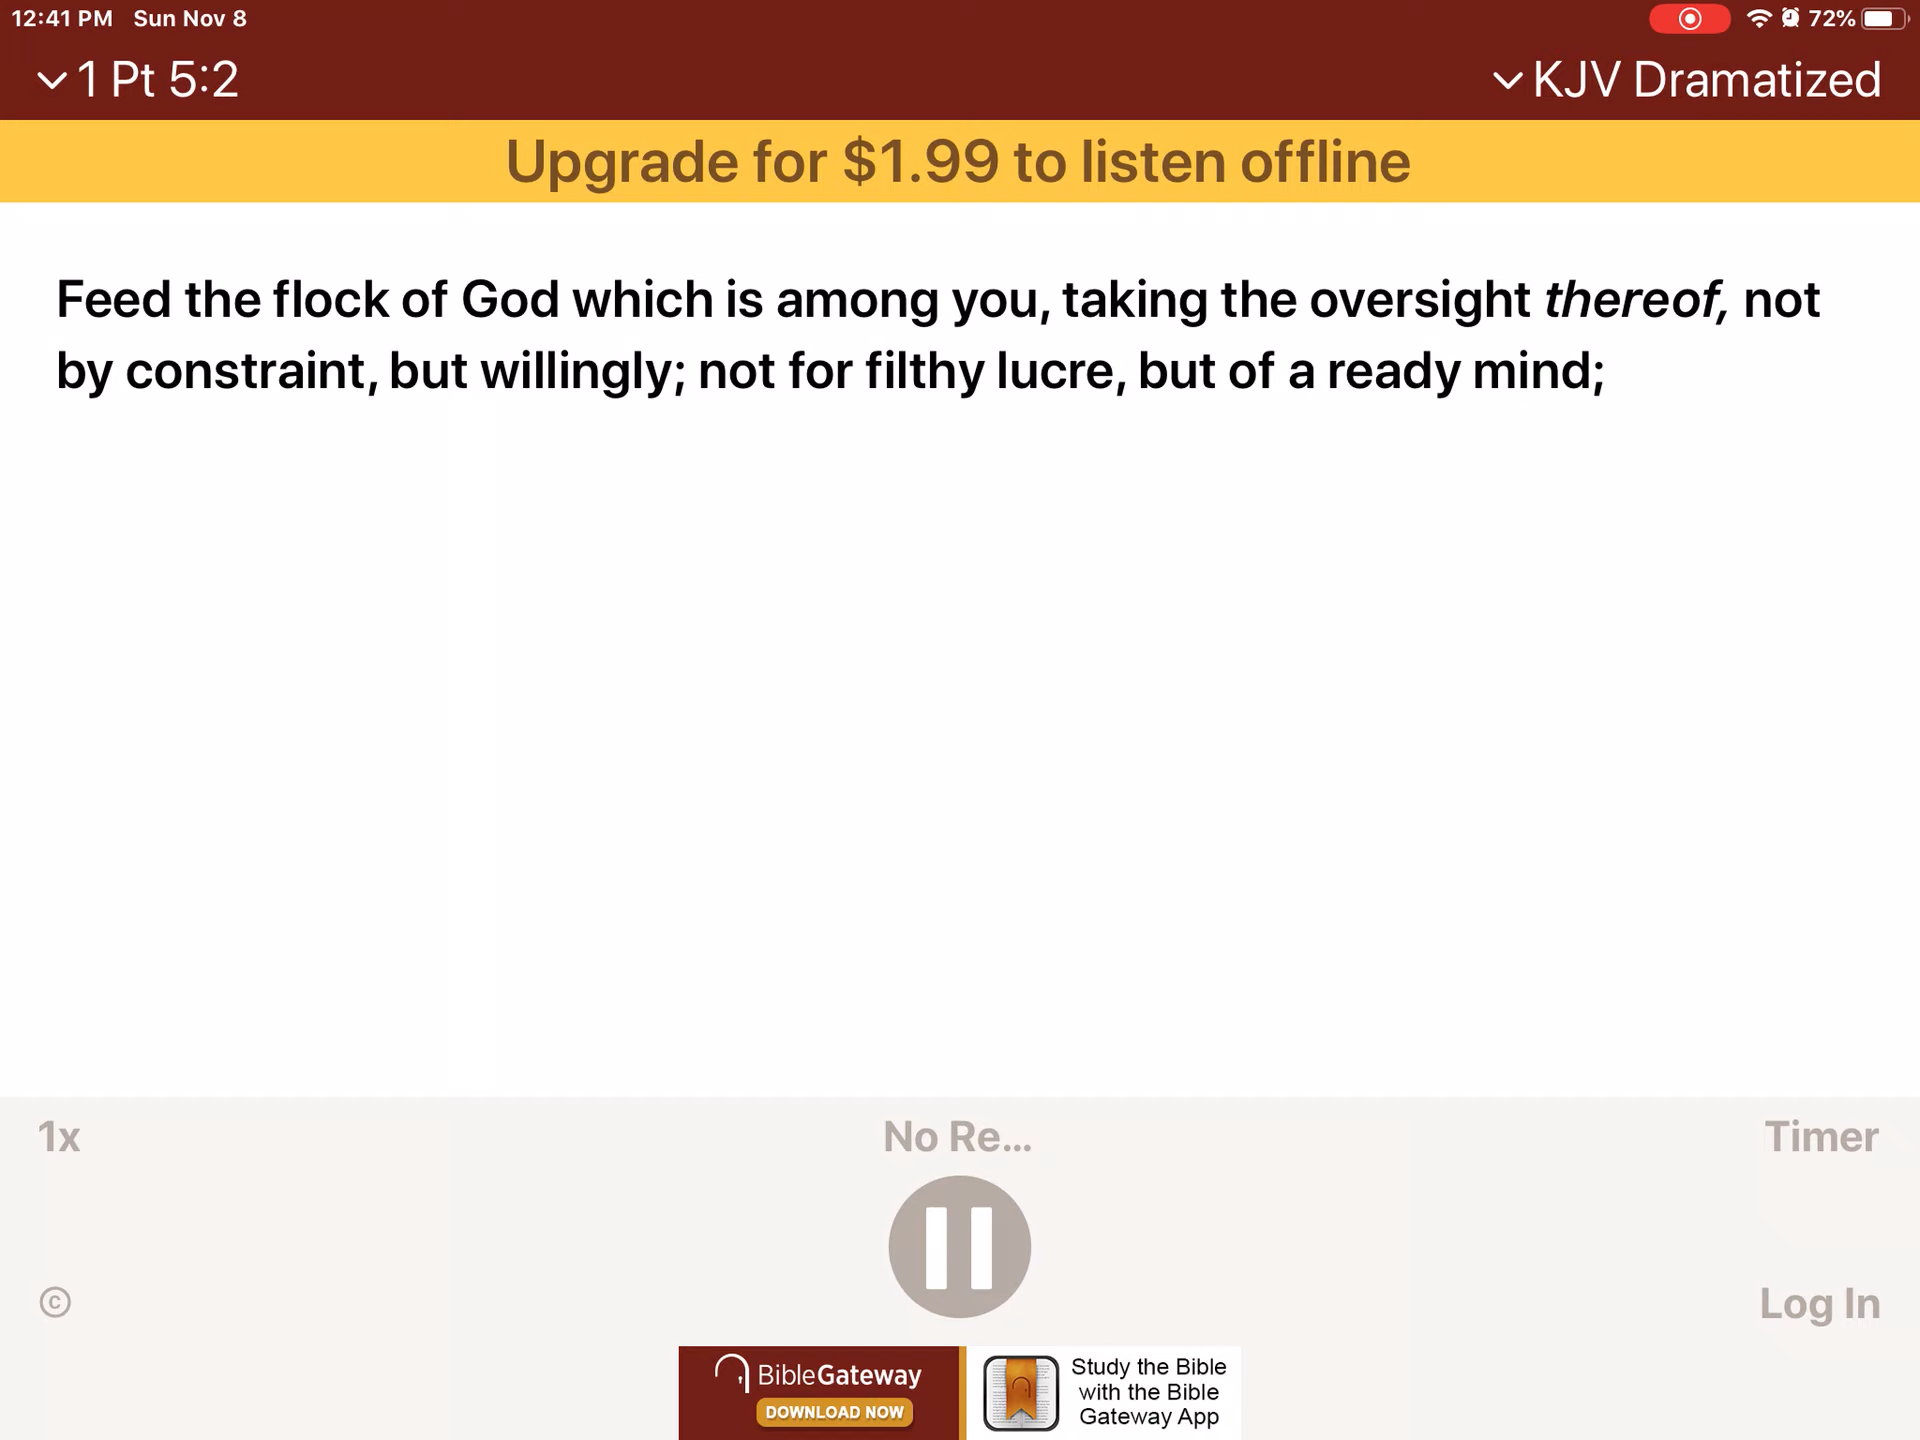 12:41 PM Sun Nov 8 72%
1 Pt 5:2 KJV Dramatized
Upgrade for $1.99 to listen offline
Feed the flock of God which is among you, taking the oversight thereof, not
by constraint, but willingly; not for filthy lucre, but of a ready mind;
1x No Re... Timer
© Log In
BibleGateway
DOWNLOAD NOW
Study the Bible
with the Bible
Gateway App